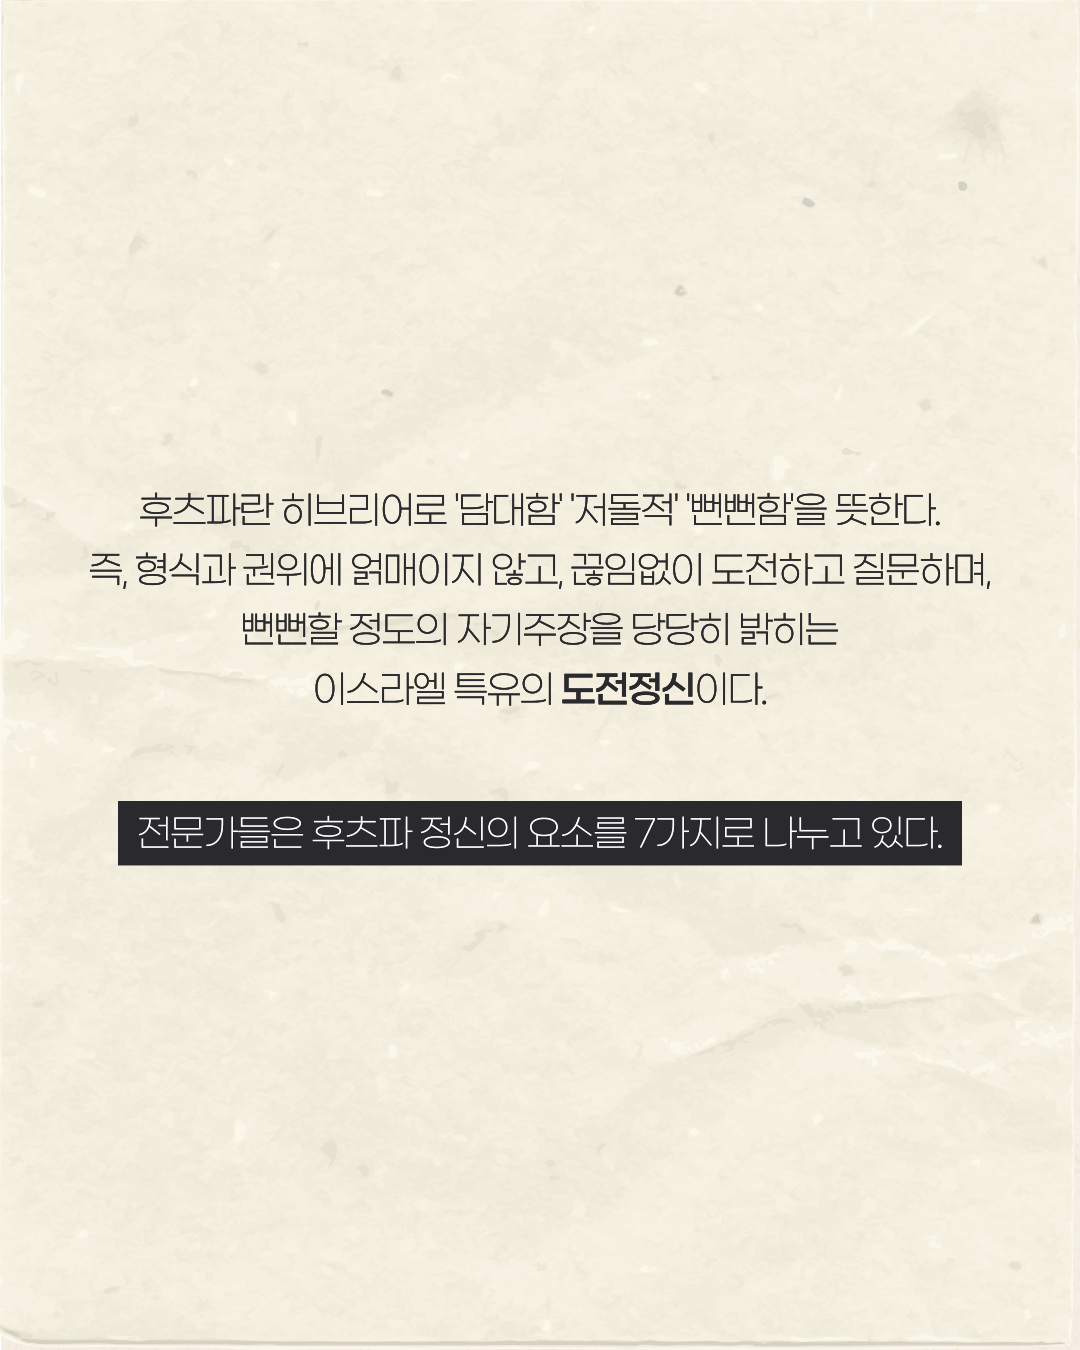 후츠파란 히브리어로 '담대함' '저돌적' '뻔뻔함'을 뜻한다.
즉, 형식과 권위에 얽매이지 않고, 끊임없이 도전하고 질문하며,
뻔뻔할 정도의 자기주장을 당당히 밝히는
이스라엘 특유의 도전정신이다.
전문가들은 후츠파 정신의 요소를 7가지로 나누고 있다.